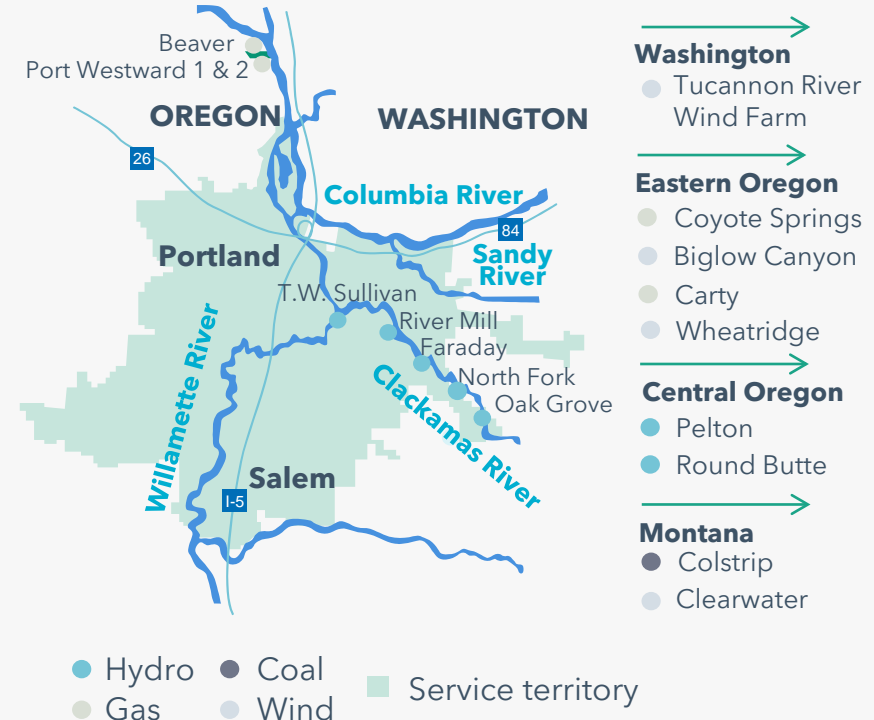 Beaver
Port Westward 1 & 2
OREGON
WASHINGTON
26
Columbia River
84
Portland
Sandy
River
T.W. Sullivan
River Mill
Faraday
North Fork
Oak Grove
Willamette River
Clackamas River
Salem
I-5
Washington
Tucannon River
Wind Farm
Eastern Oregon
Coyote Springs
Biglow Canyon
Carty
Wheatridge
Central Oregon
Pelton
Round Butte
Montana
Colstrip
Clearwater
Hydro
Coal
Gas
Wind
Service territory